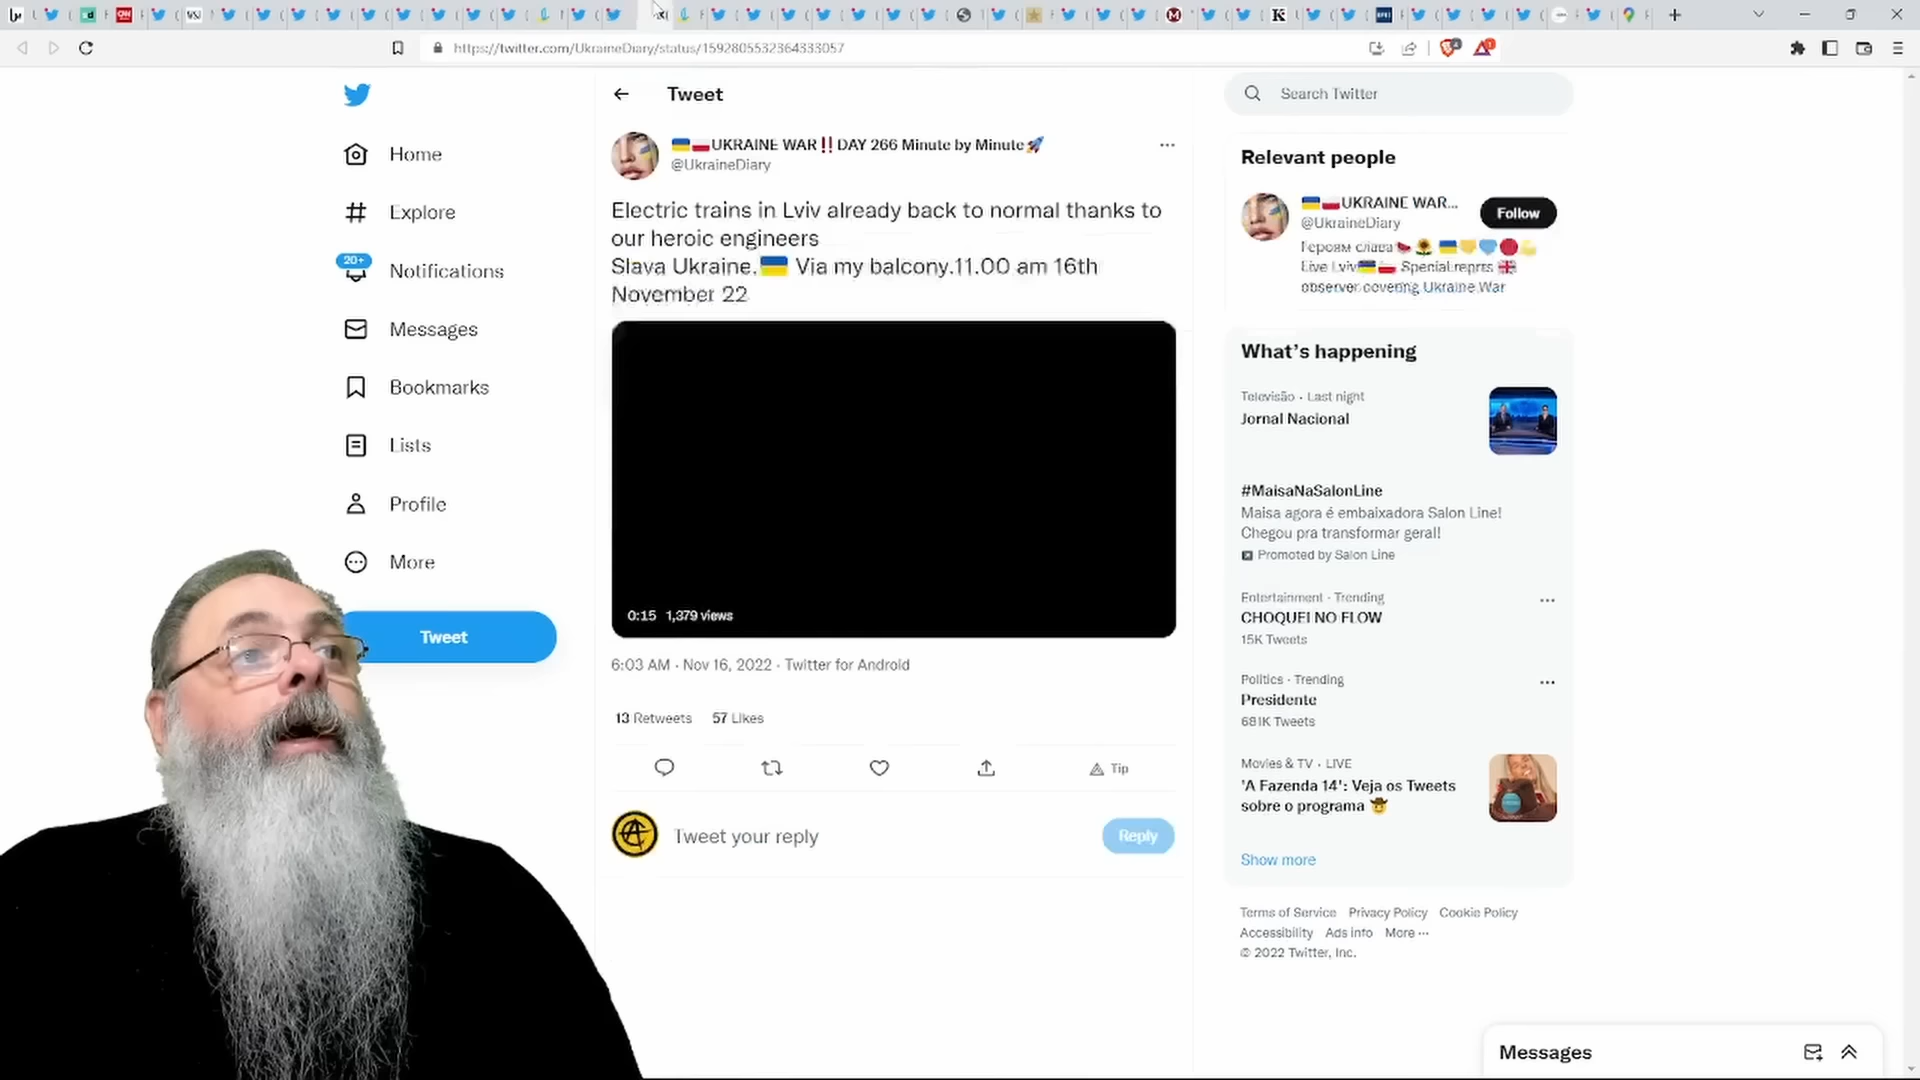 https://twitter.com/UkraineDiary/status/1592805532364333057
Home
Explore
20+
Notifications
Messages
Bookmarks
Lists
Profile
More
Tweet
Tweet
🇺🇦🇵🇱UKRAINE WAR‼️DAY 266 Minute by Minute🚀
@UkraineDiary
Electric trains in Lviv already back to normal thanks to
our heroic engineers
Slava Ukraine.🇺🇦 Via my balcony.11.00 am 16th
November 22
0:15 1,379 views
6:03 AM · Nov 16, 2022 · Twitter for Android
13 Retweets 57 Likes
Tip
Tweet your reply
Reply
Search Twitter
Relevant people
🇺🇦🇵🇱UKRAINE WAR...
@UkraineDiary
Follow
Героям слава
Live Lviv🇺🇦🇵🇱 Special reprts 🇬🇧
observer covering Ukraine War
What's happening
Televisão · Last night
Jornal Nacional
#MaisaNaSalonLine
Maisa agora é embaixadora Salon Line!
Chegou pra transformar geral!
Promoted by Salon Line
Entertainment · Trending
CHOQUEI NO FLOW
15K Tweets
Politics · Trending
Presidente
681K Tweets
Movies & TV · LIVE
'A Fazenda 14': Veja os Tweets
sobre o programa 🤠
Show more
Terms of Service Privacy Policy Cookie Policy
Accessibility Ads info More ···
© 2022 Twitter, Inc.
Messages